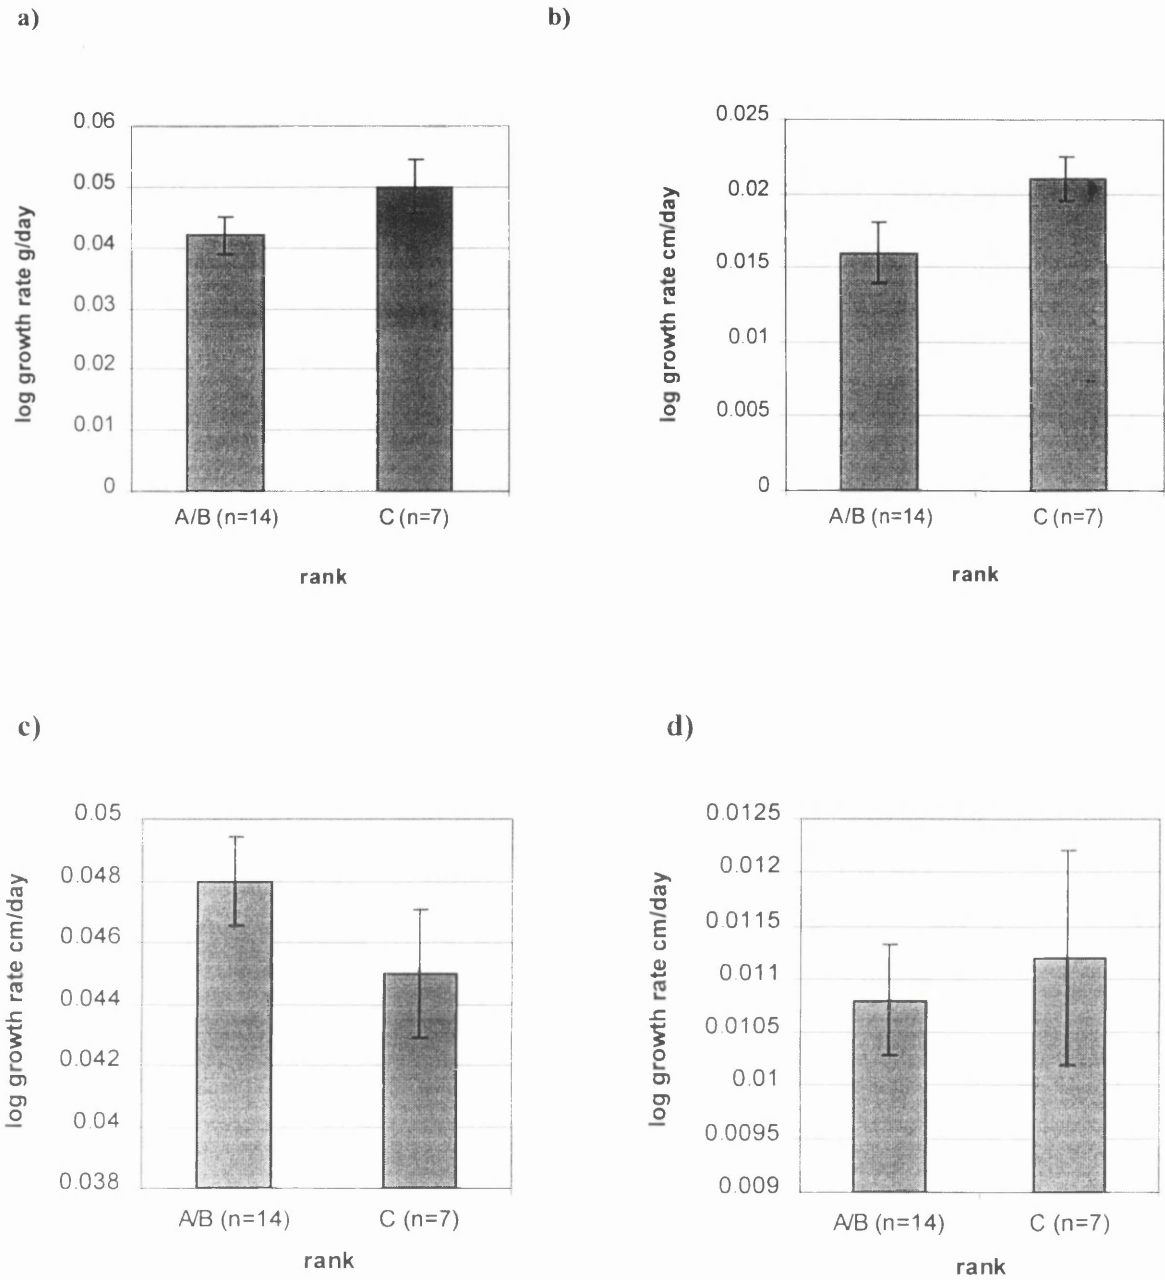 a)
log growth rate g/day
0.06
0.05
0.04
0.03
0.02
0.01
0
A/B (n=14) C (n=7)
rank
b)
log growth rate cm/day
0.025
0.02
0.015
0.01
0.005
0
A/B (n=14) C (n=7)
rank
c)
log growth rate cm/day
0.05
0.048
0.046
0.044
0.042
0.04
0.038
A/B (n=14) C (n=7)
rank
d)
log growth rate cm/day
0.0125
0.012
0.0115
0.011
0.0105
0.01
0.0095
0.009
A/B (n=14) C (n=7)
rank